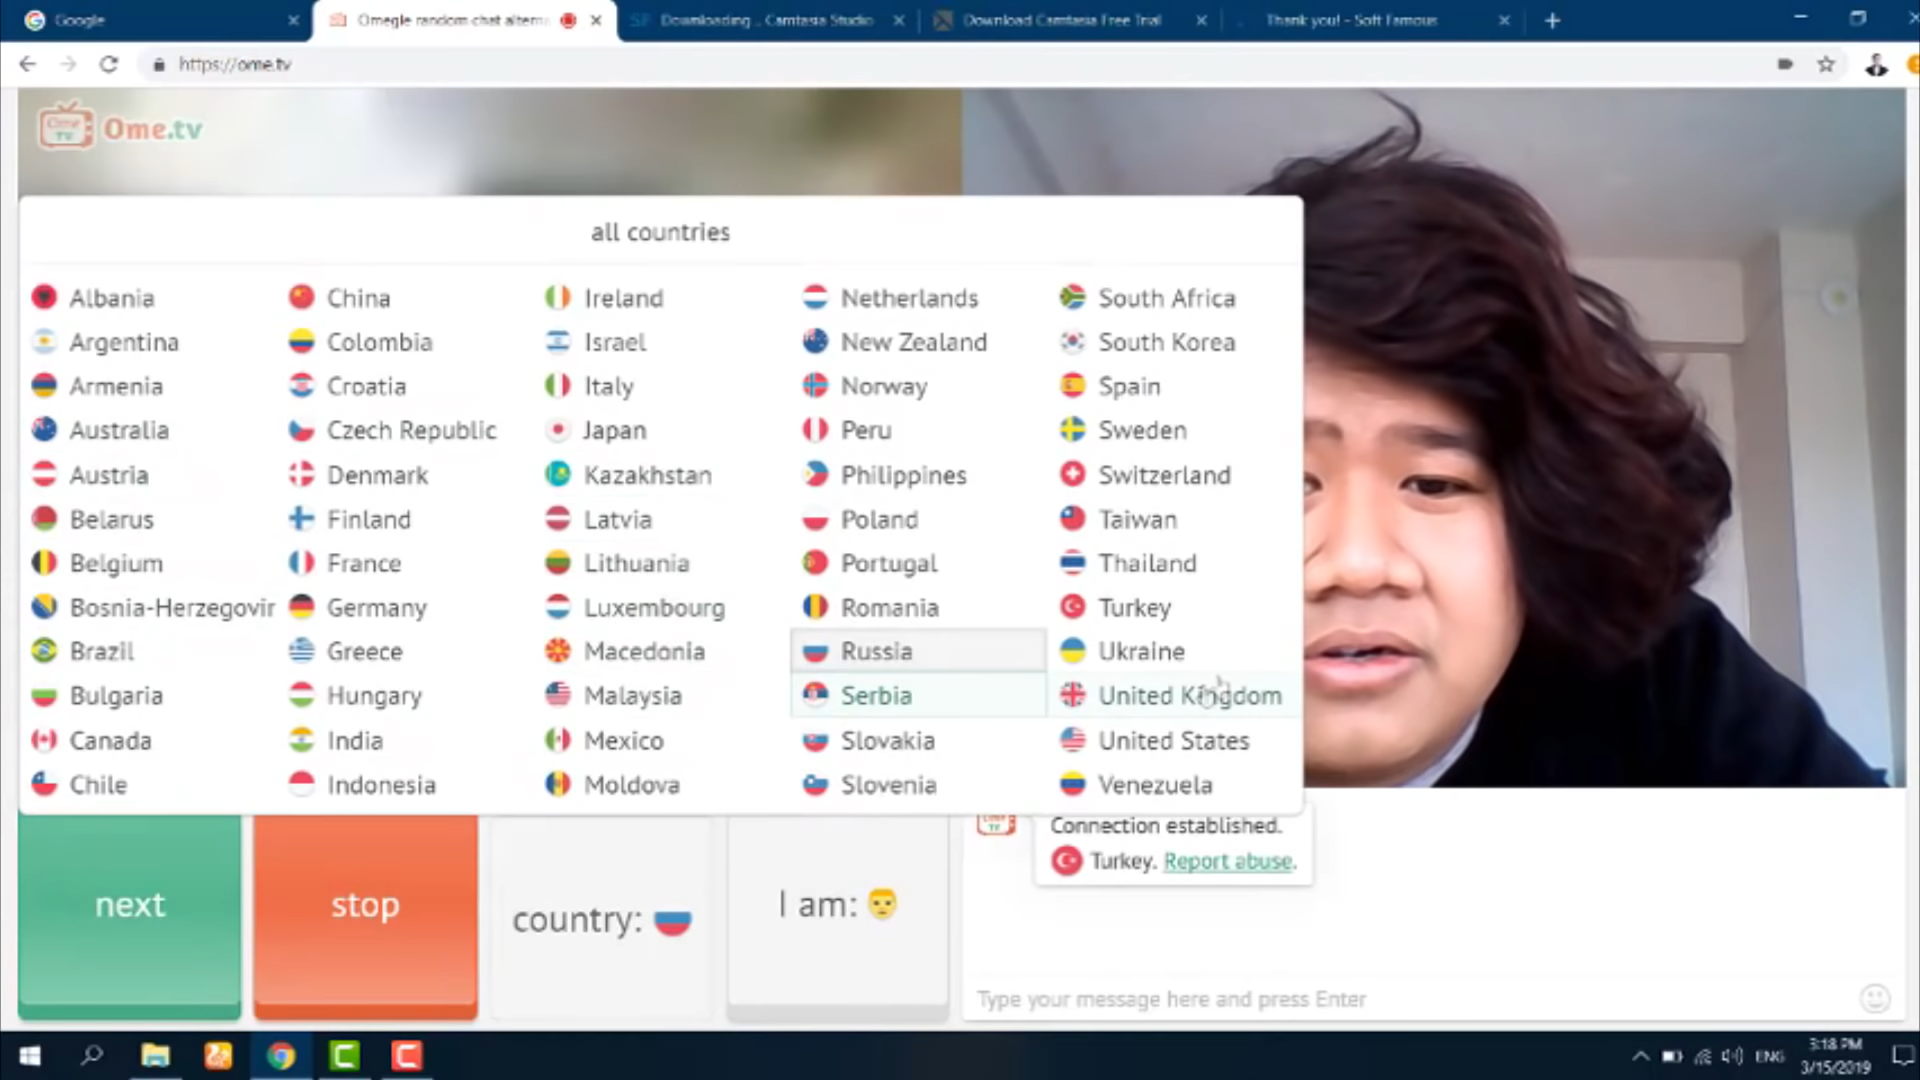 Google
Omegle random chat alterna
Downloading .. Camtasia Studio
Download Camtasia Free Trial
Thank you! - Soft Famous
https://ome.tv
Ome TV
Ome.tv
all countries
Albania
Argentina
Armenia
Australia
Austria
Belarus
Belgium
Bosnia-Herzegovir
Brazil
Bulgaria
Canada
Chile
China
Colombia
Croatia
Czech Republic
Denmark
Finland
France
Germany
Greece
Hungary
India
Indonesia
Ireland
Israel
Italy
Japan
Kazakhstan
Latvia
Lithuania
Luxembourg
Macedonia
Malaysia
Mexico
Moldova
Netherlands
New Zealand
Norway
Peru
Philippines
Poland
Portugal
Romania
Russia
Serbia
Slovakia
Slovenia
South Africa
South Korea
Spain
Sweden
Switzerland
Taiwan
Thailand
Turkey
Ukraine
United Kingdom
United States
Venezuela
next
stop
country:
I am:
TV
Connection established.
Turkey. Report abuse.
Type your message here and press Enter
ENG
3:18 PM
3/15/2019